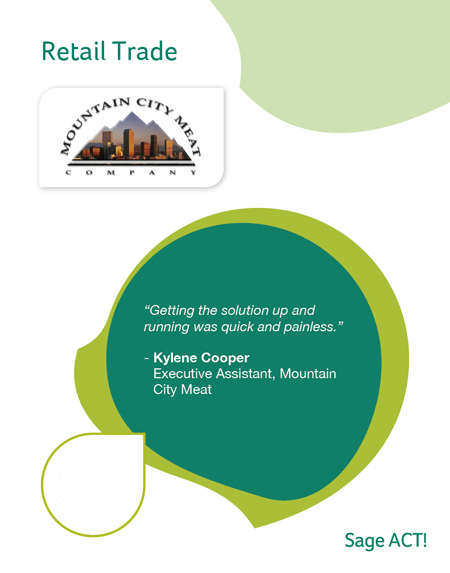 Retail Trade
MOUNTAIN CITY MEAT
COMPANY
“Getting the solution up and
running was quick and painless.”
- Kylene Cooper
Executive Assistant, Mountain
City Meat
Sage ACT!